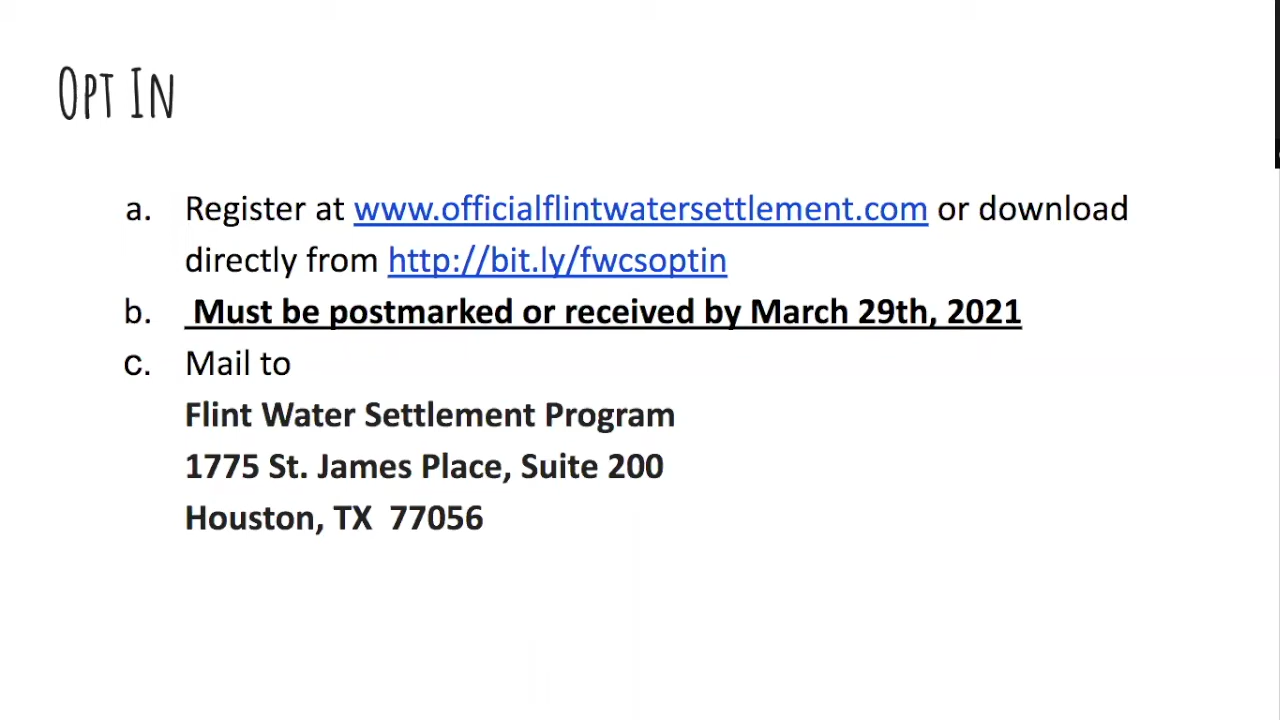 Opt In
a. Register at www.officialflintwatersettlement.com or download
directly from http://bit.ly/fwcsoptin
b. Must be postmarked or received by March 29th, 2021
c. Mail to
Flint Water Settlement Program
1775 St. James Place, Suite 200
Houston, TX 77056